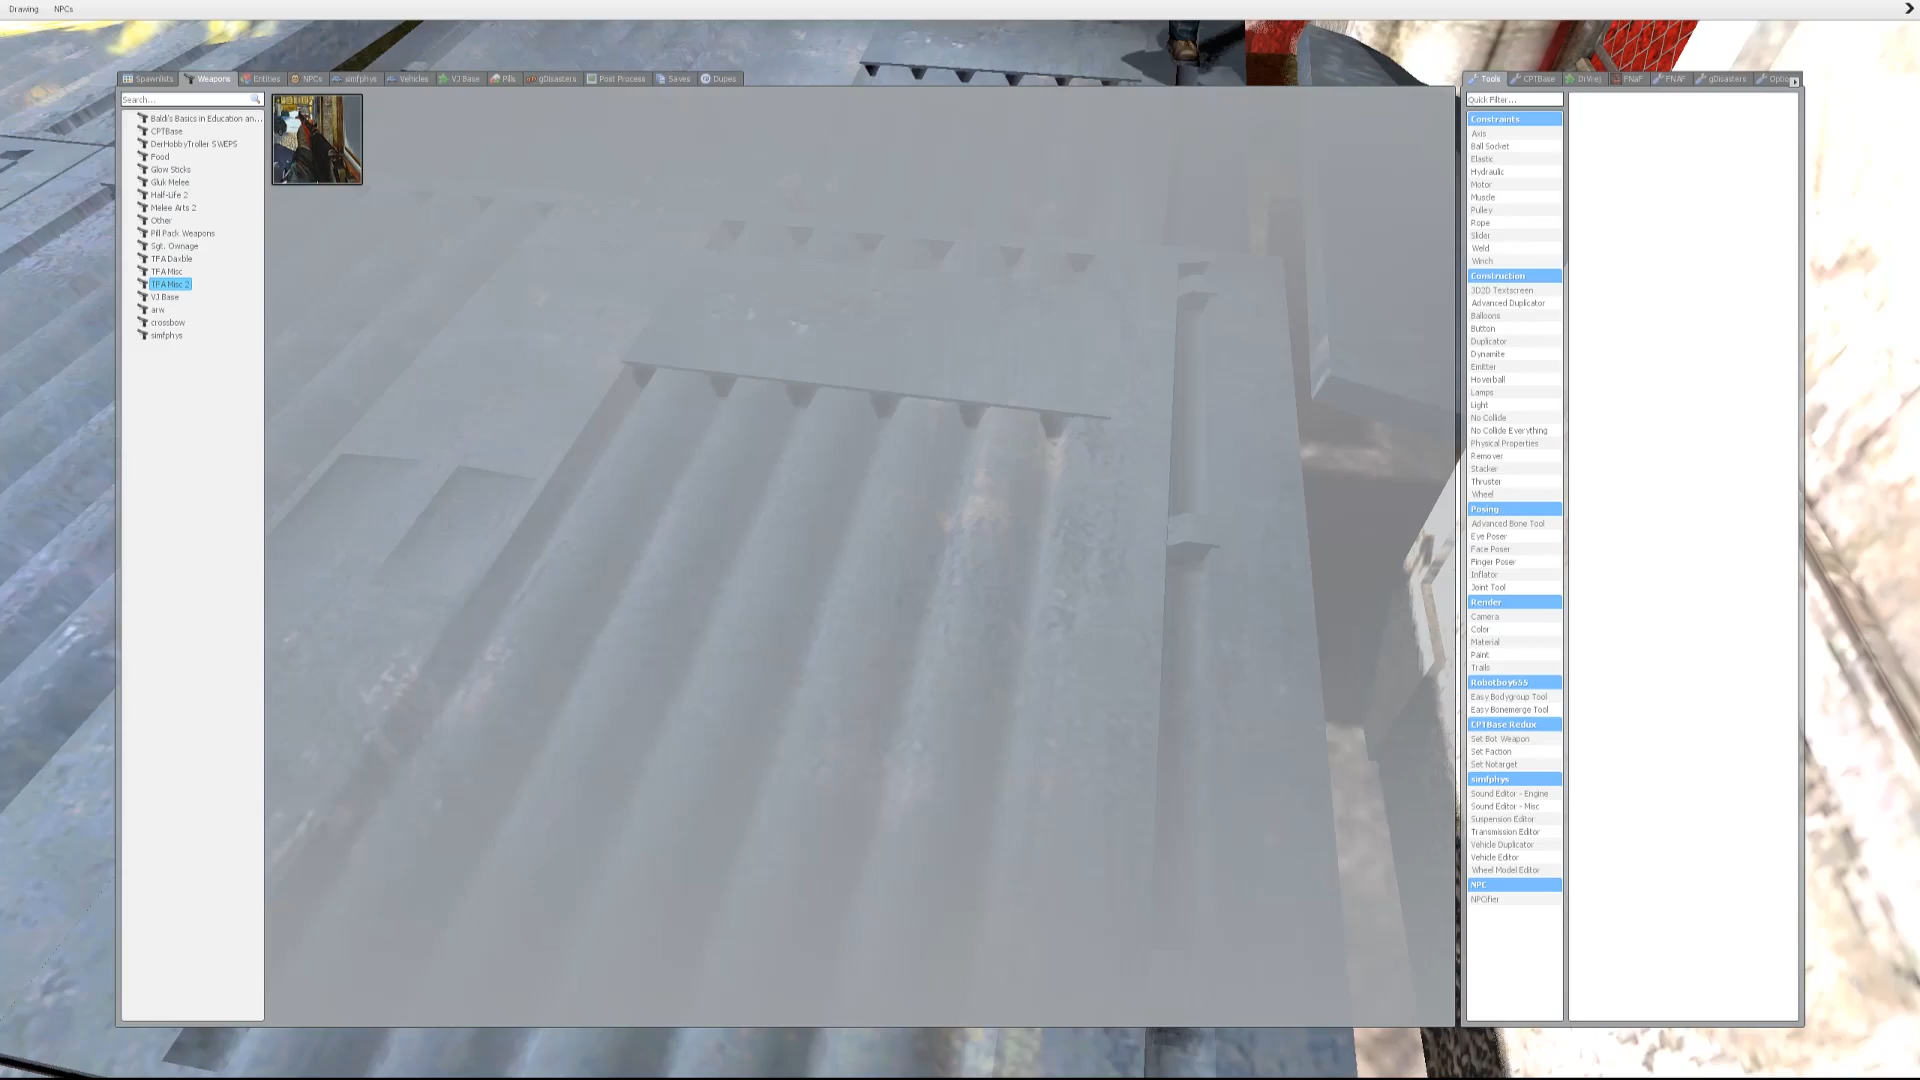 Drawing NPCs
Spawnlists Weapons Entities NPCs simfphys Vehicles VJ Base Pills gDisasters Post Process Saves Dupes
Search...
Baldi's Basics in Education an...
CPTBase
DerHobbyTroller SWEPS
Food
Glow Sticks
Gluk Melee
Half-Life 2
Melee Arts 2
Other
Pill Pack Weapons
Sgt. Ownage
TFA Daxble
TFA Misc
TFA Misc 2
VJ Base
arw
crossbow
simfphys
Tools CPTBase DrVrej FNaF FNAF gDisasters Optio
Quick Filter...
Constraints
Axis
Ball Socket
Elastic
Hydraulic
Motor
Muscle
Pulley
Rope
Slider
Weld
Winch
Construction
3D2D Textscreen
Advanced Duplicator
Balloons
Button
Duplicator
Dynamite
Emitter
Hoverball
Lamps
Light
No Collide
No Collide Everything
Physical Properties
Remover
Stacker
Thruster
Wheel
Posing
Advanced Bone Tool
Eye Poser
Face Poser
Finger Poser
Inflator
Joint Tool
Render
Camera
Color
Material
Paint
Trails
Robotboy655
Easy Bodygroup Tool
Easy Bonemerge Tool
CPTBase Redux
Set Bot Weapon
Set Faction
Set Notarget
simfphys
Sound Editor - Engine
Sound Editor - Misc
Suspension Editor
Transmission Editor
Vehicle Duplicator
Vehicle Editor
Wheel Model Editor
NPC
NPCifier